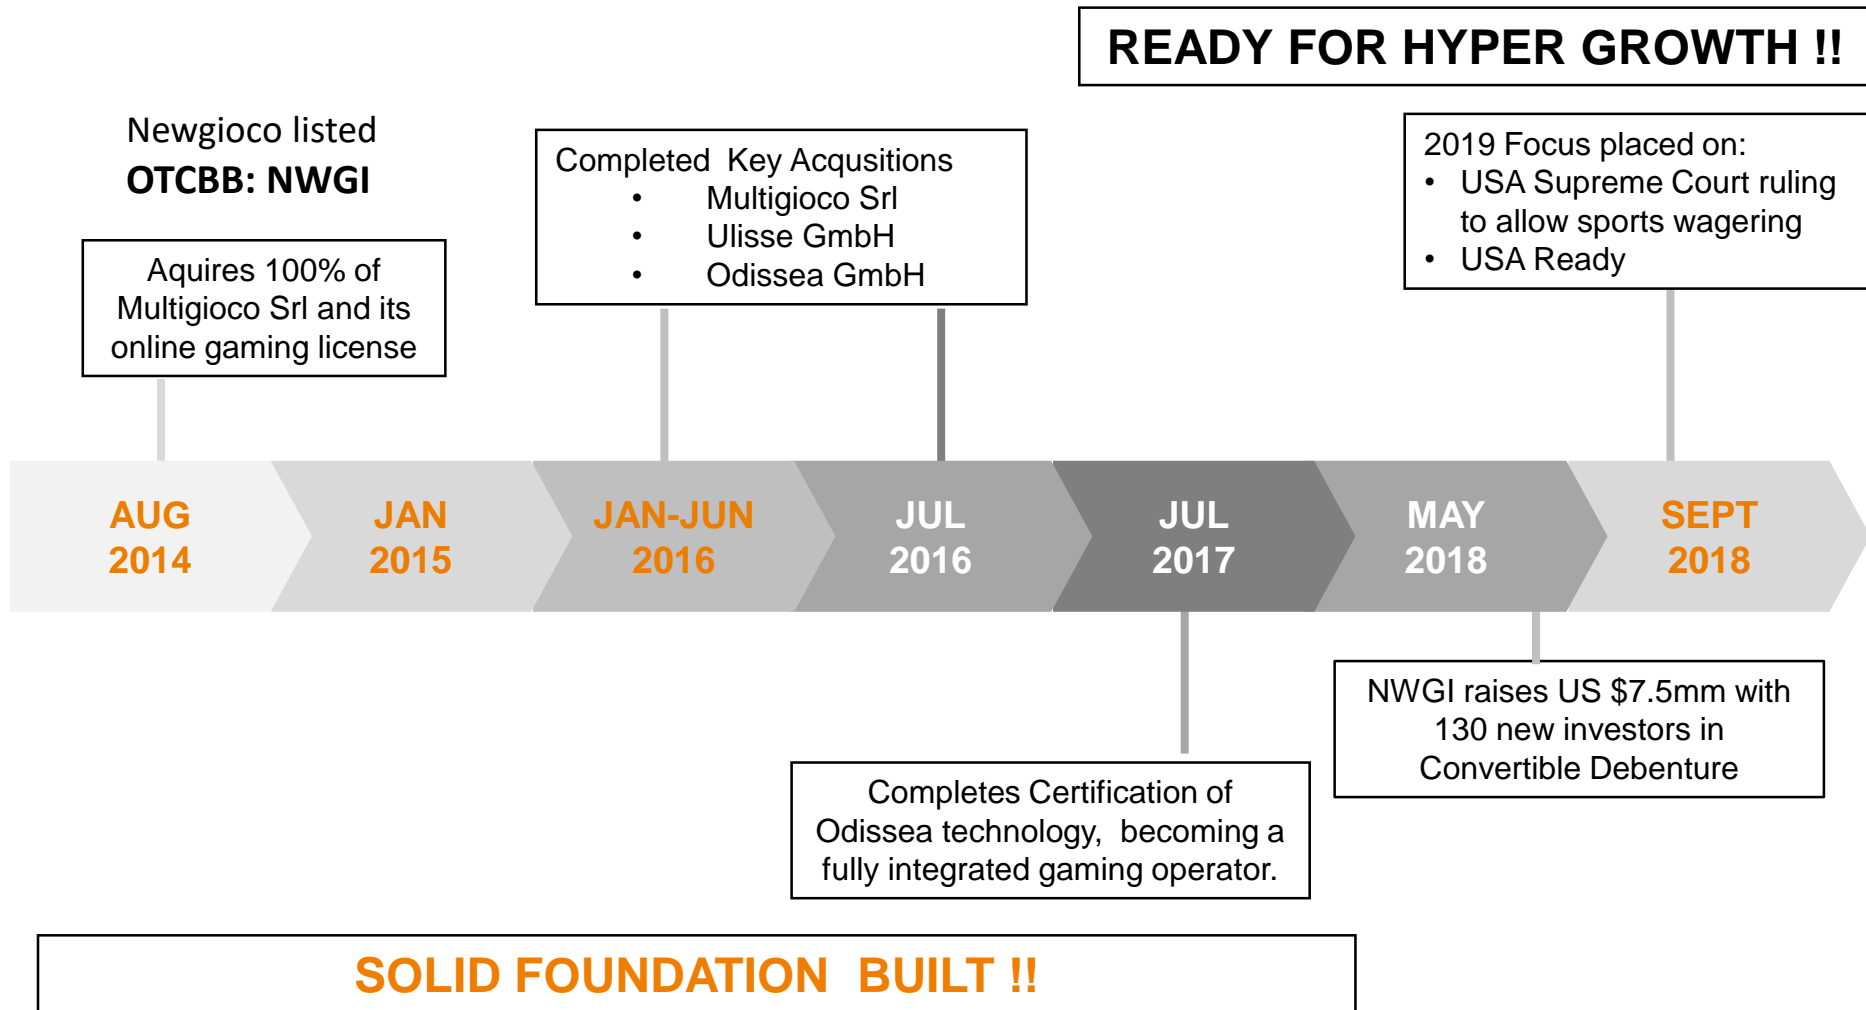 READY FOR HYPER GROWTH !!
Newgioco listed
OTCBB: NWGI
Aquires 100% of
Multigioco Srl and its
online gaming license
Completed Key Acqusitions
• Multigioco Srl
• Ulisse GmbH
• Odissea GmbH
2019 Focus placed on:
• USA Supreme Court ruling
to allow sports wagering
• USA Ready
AUG
2014
JAN
2015
JAN-JUN
2016
JUL
2016
JUL
2017
MAY
2018
SEPT
2018
NWGI raises US $7.5mm with
130 new investors in
Convertible Debenture
Completes Certification of
Odissea technology, becoming a
fully integrated gaming operator.
SOLID FOUNDATION BUILT !!